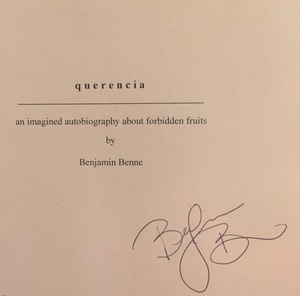 querencia
an imagined autobiography about forbidden fruits
by
Benjamin Benne